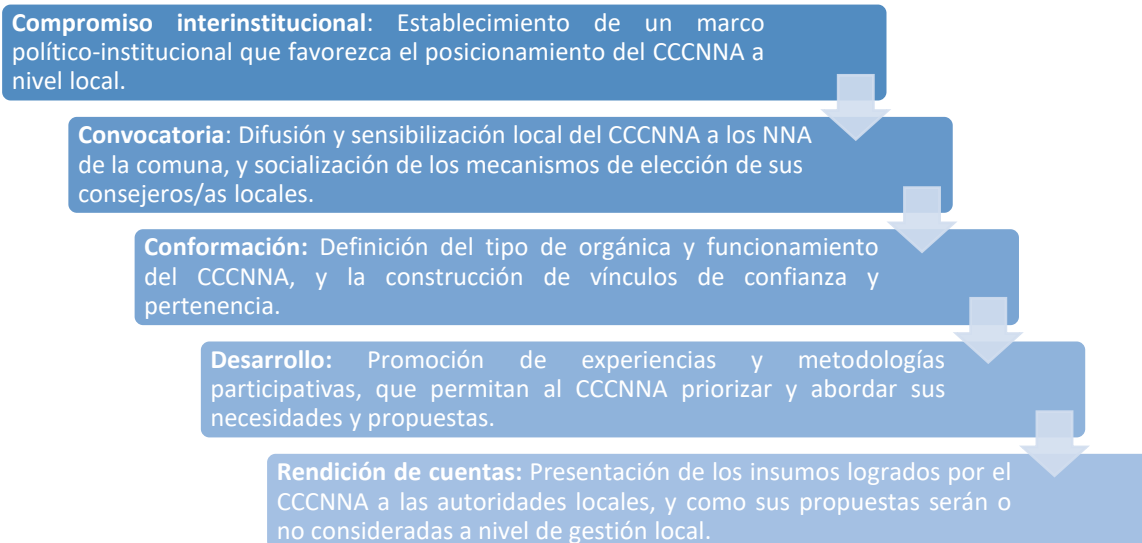 Compromiso interinstitucional: Establecimiento de un marco
político-institucional que favorezca el posicionamiento del CCCNNA a
nivel local.
Convocatoria: Difusión y sensibilización local del CCCNNA a los NNA
de la comuna, y socialización de los mecanismos de elección de sus
consejeros/as locales.
Conformación: Definición del tipo de orgánica y funcionamiento
del CCCNNA, y la construcción de vínculos de confianza y
pertenencia.
Desarrollo: Promoción de experiencias y metodologías
participativas, que permitan al CCCNNA priorizar y abordar sus
necesidades y propuestas.
Rendición de cuentas: Presentación de los insumos logrados por el
CCCNNA a las autoridades locales, y como sus propuestas serán o
no consideradas a nivel de gestión local.